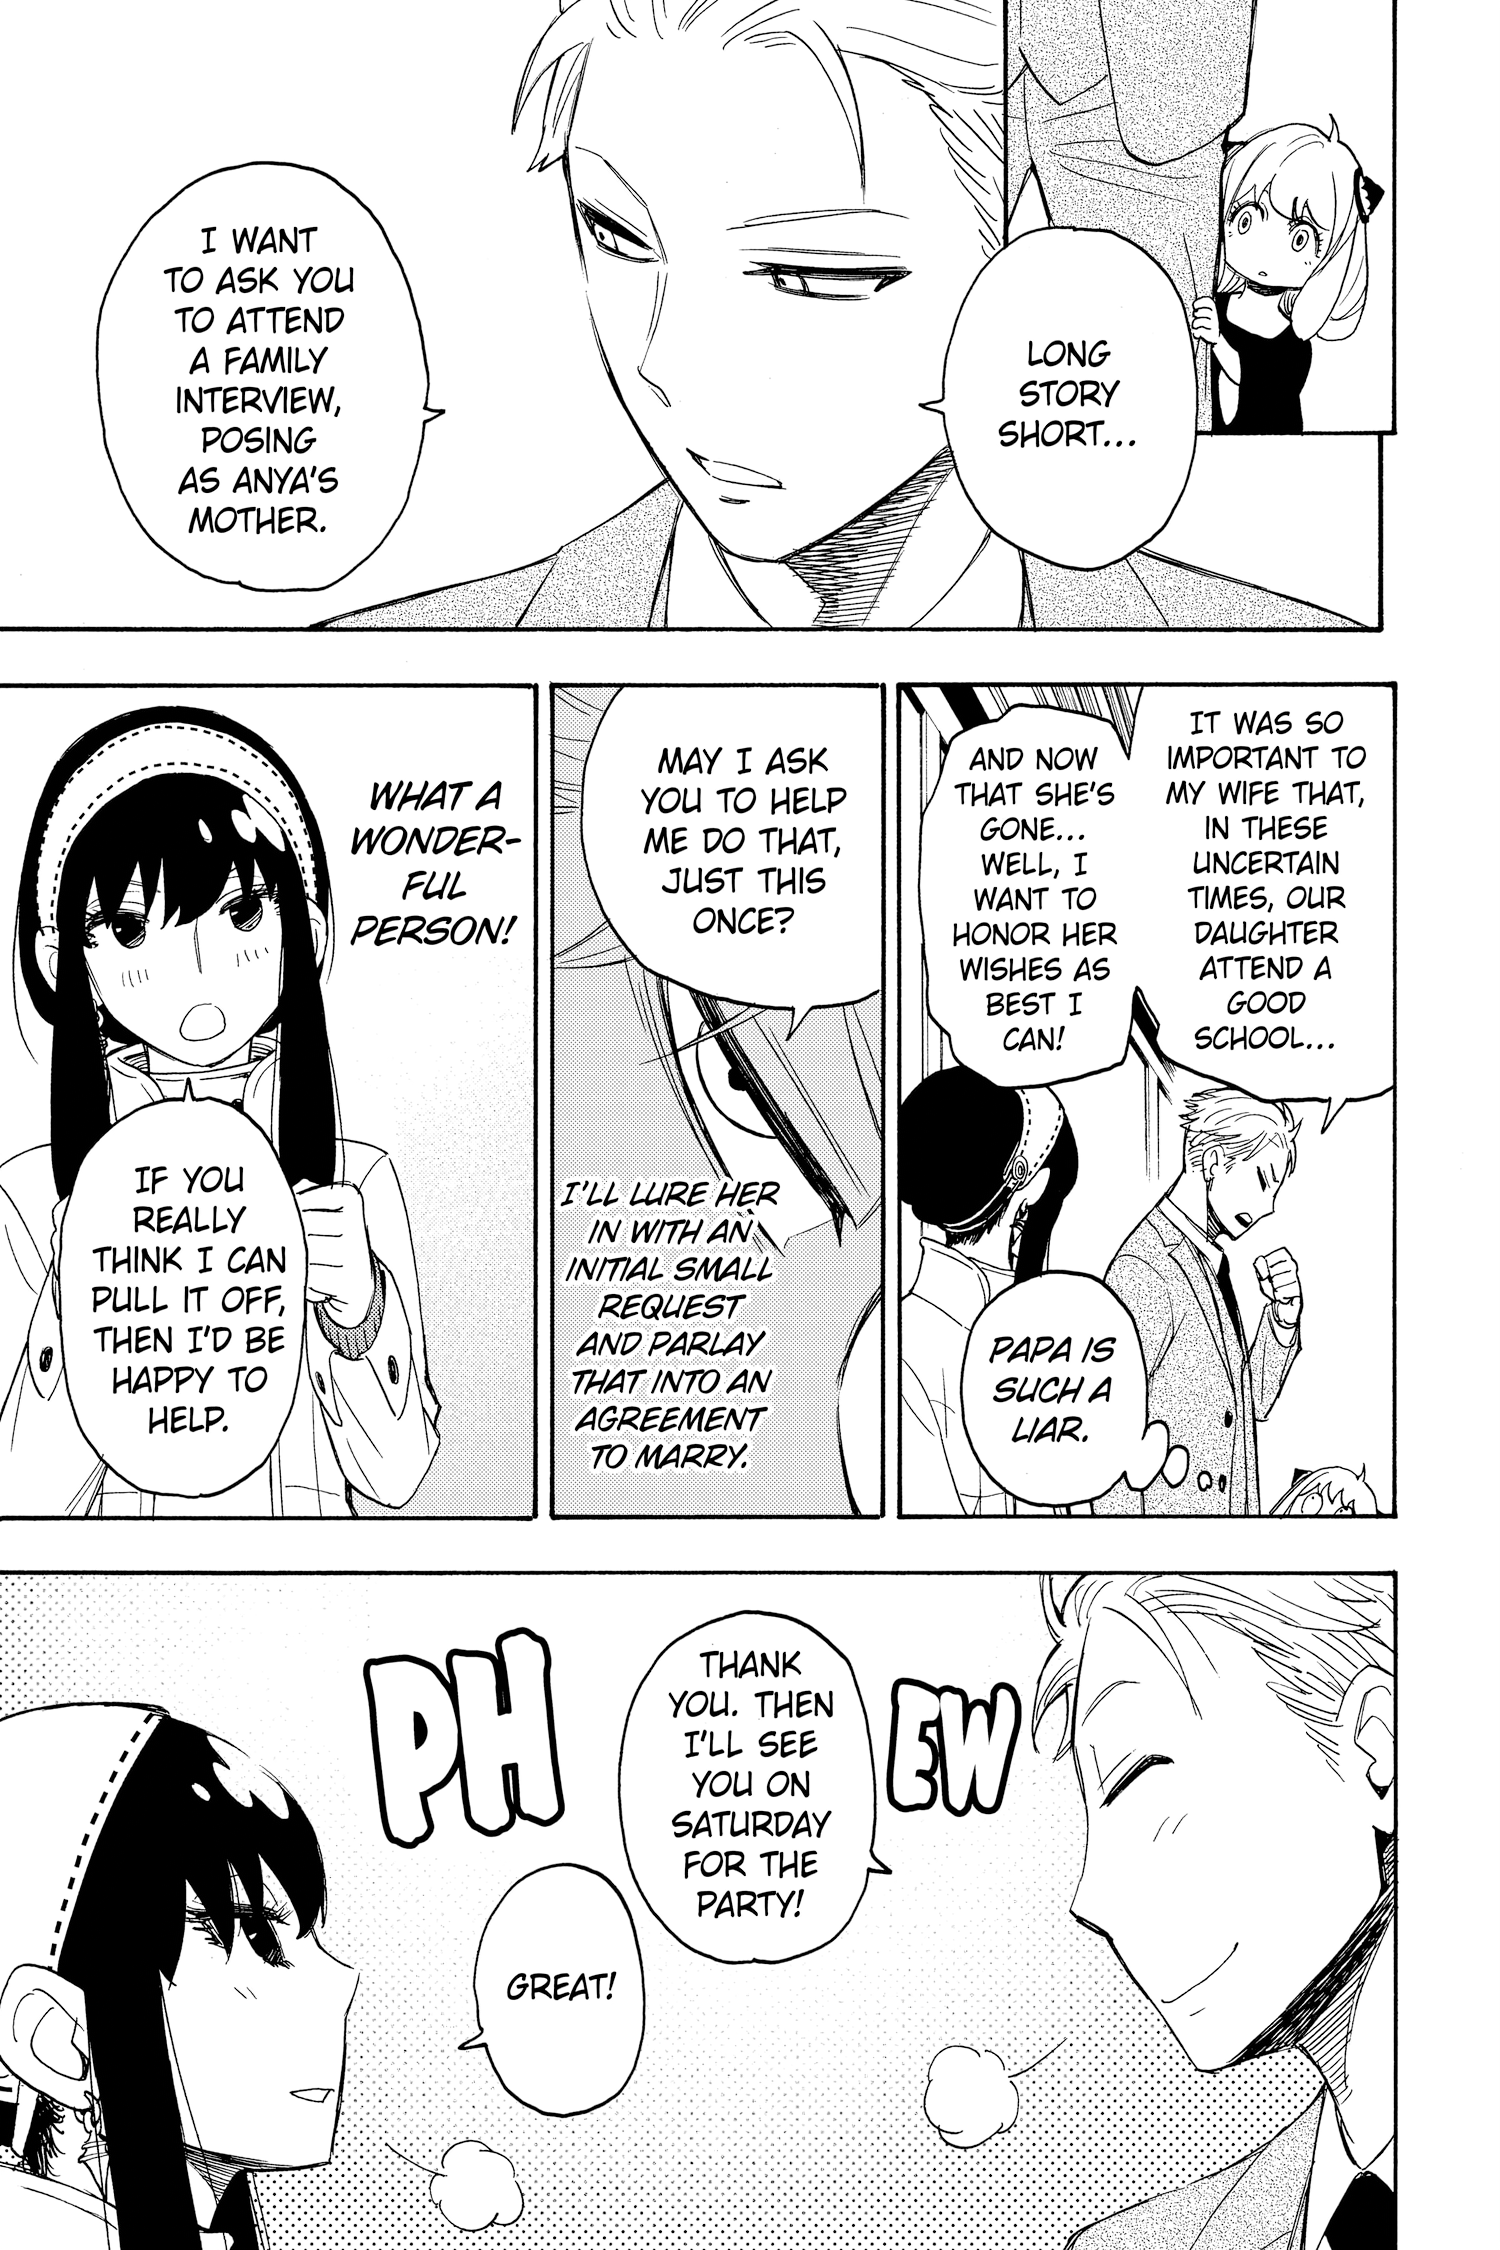 LONG
STORY
SHORT...
I WANT
TO ASK YOU
TO ATTEND
A FAMILY
INTERVIEW,
POSING
AS ANYA'S
MOTHER.
IT WAS SO
IMPORTANT TO
MY WIFE THAT,
IN THESE
UNCERTAIN
TIMES, OUR
DAUGHTER
ATTEND A
GOOD
SCHOOL...
AND NOW
THAT SHE'S
GONE...
WELL, I
WANT TO
HONOR HER
WISHES AS
BEST I
CAN!
PAPA IS
SUCH A
LIAR.
MAY I ASK
YOU TO HELP
ME DO THAT,
JUST THIS
ONCE?
I'LL LURE HER
IN WITH AN
INITIAL SMALL
REQUEST
AND PARLAY
THAT INTO AN
AGREEMENT
TO MARRY.
WHAT A
WONDER-
FUL
PERSON!
IF YOU
REALLY
THINK I CAN
PULL IT OFF,
THEN I'D BE
HAPPY TO
HELP.
THANK
YOU. THEN
I'LL SEE
YOU ON
SATURDAY
FOR THE
PARTY!
GREAT!
PHEW